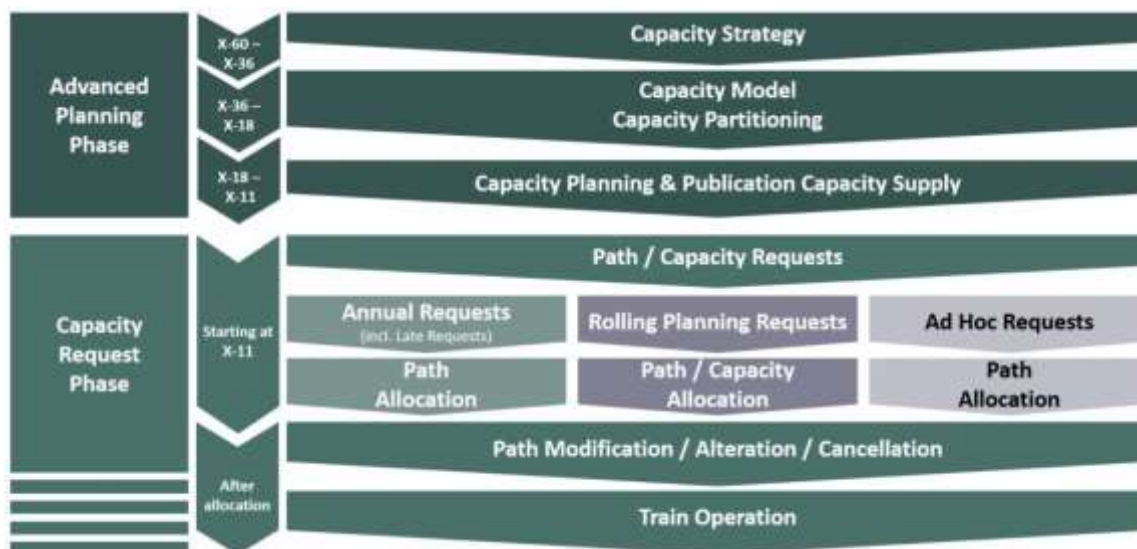 Advanced
Planning
Phase
X-60 –
X-36
Capacity Strategy
X-36 –
X-18
Capacity Model
Capacity Partitioning
X-18 –
X-11
Capacity Planning & Publication Capacity Supply
Capacity
Request
Phase
Starting at
X-11
Path / Capacity Requests
Annual Requests
(incl. Late Requests)
Rolling Planning Requests
Ad Hoc Requests
Path
Allocation
Path / Capacity
Allocation
Path
Allocation
After
allocation
Path Modification / Alteration / Cancellation
Train Operation